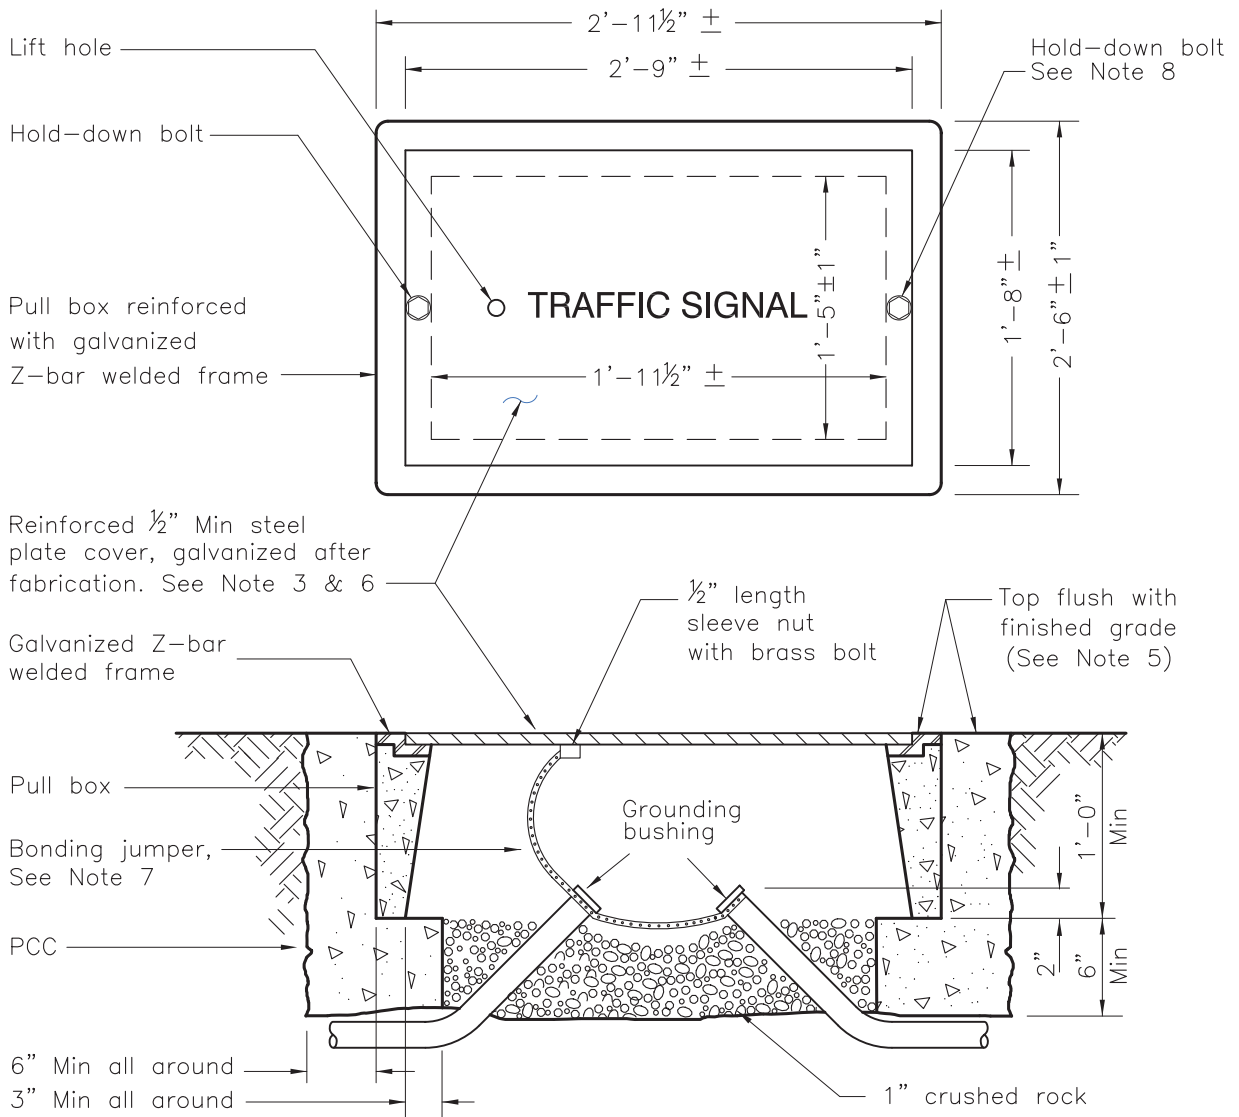 2'-11½" ±
Lift hole
2'-9" ±
Hold-down bolt
See Note 8
Hold-down bolt
Pull box reinforced
with galvanized
Z-bar welded frame
TRAFFIC SIGNAL
1'-5"±1"
1'-8" ±
2'-6" ± 1"
1'-11½" ±
Reinforced ½" Min steel
plate cover, galvanized after
fabrication. See Note 3 & 6
½" length
sleeve nut
with brass bolt
Top flush with
finished grade
(See Note 5)
Galvanized Z-bar
welded frame
Pull box
Grounding
bushing
1'-0"
Min
Bonding jumper,
See Note 7
PCC
2"
6"
Min
6" Min all around
3" Min all around
1" crushed rock